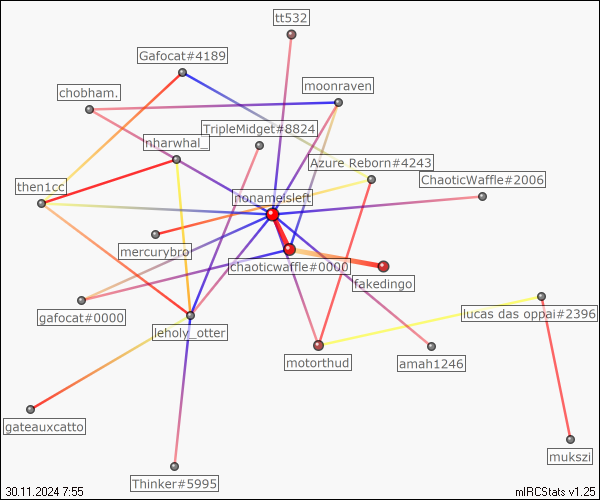 tt532
Gafocat#4189
moonraven
chobham.
TripleMidget#8824
nharwhal_
Azure Reborn#4243
ChaoticWaffle#2006
then1cc
nonameisleft
mercurybro
chaoticwaffle#0000
fakedingo
gafocat#0000
lucas das oppai#2396
leholy_otter
motorthud
amah1246
gateauxcatto
mukszi
Thinker#5995
30.11.2024 7:55
mIRCStats v1.25